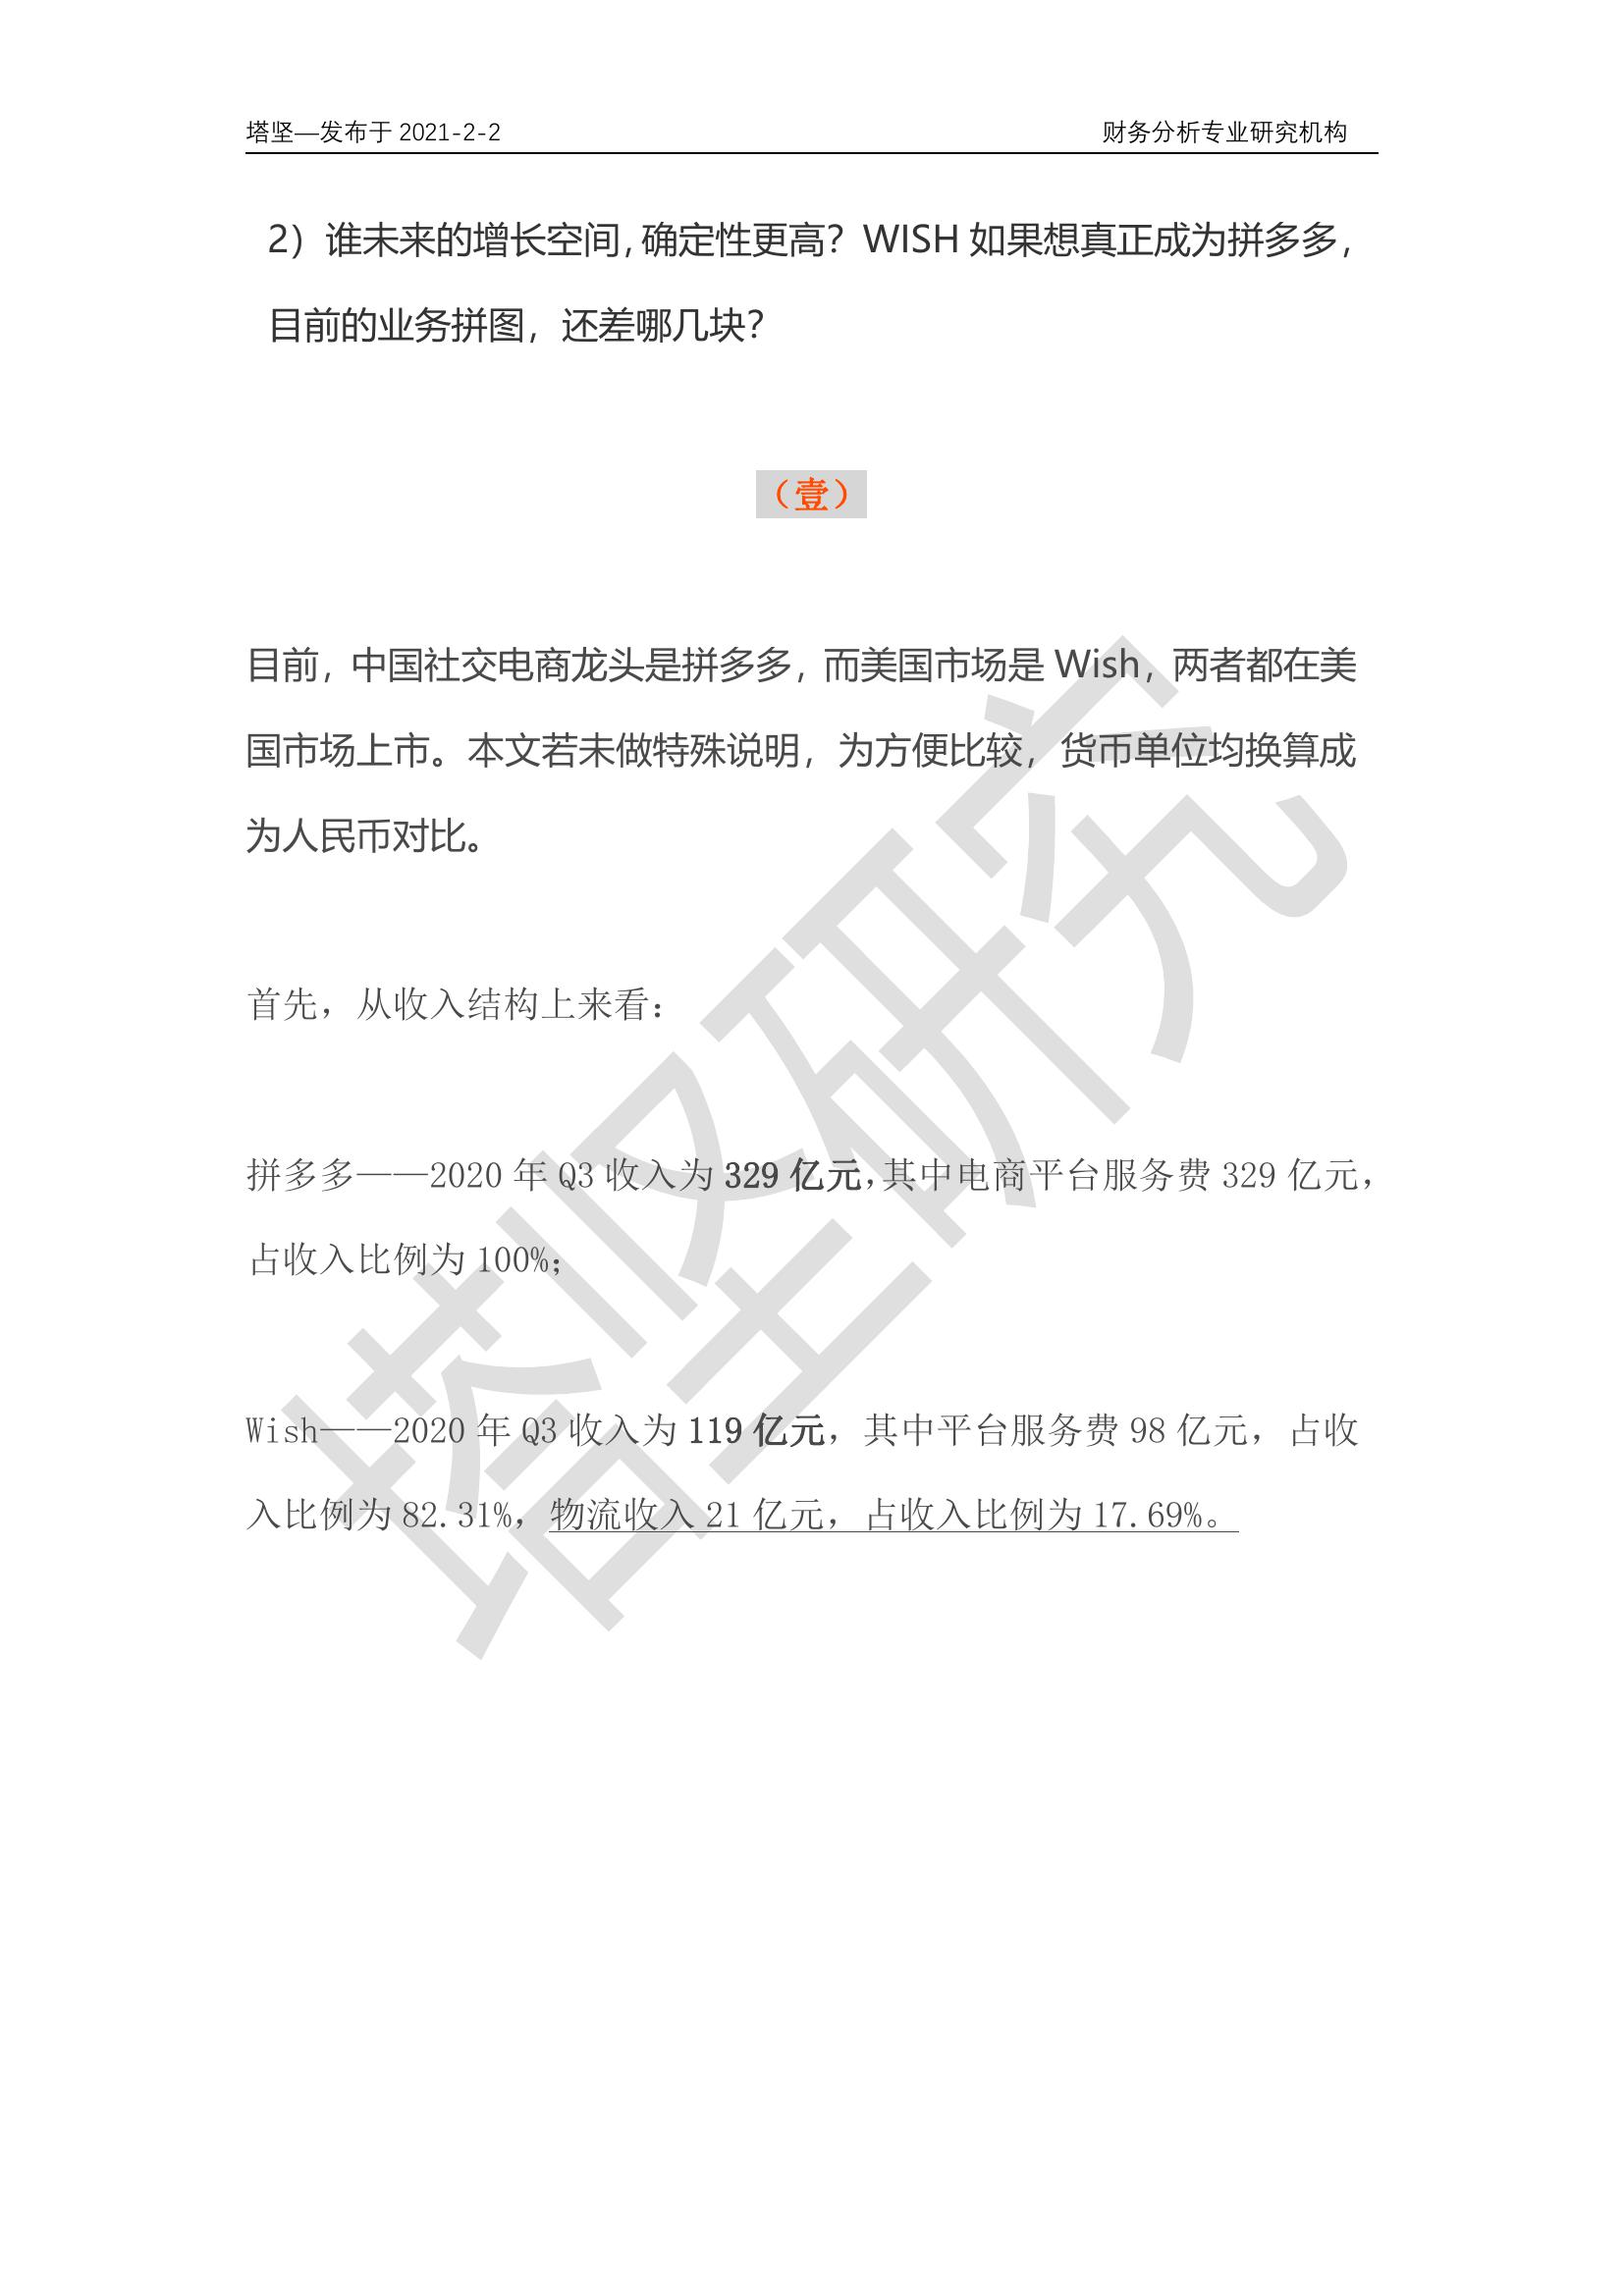 塔坚—发布于 2021-2-2 财务分析专业研究机构
2）谁未来的增长空间，确定性更高？WISH 如果想真正成为拼多多，
目前的业务拼图，还差哪几块？
（壹）
目前，中国社交电商龙头是拼多多，而美国市场是 Wish，两者都在美
国市场上市。本文若未做特殊说明，为方便比较，货币单位均换算成
为人民币对比。
首先，从收入结构上来看：
拼多多——2020 年 Q3 收入为 329 亿元，其中电商平台服务费 329 亿元，
占收入比例为 100%；
Wish——2020 年 Q3 收入为 119 亿元，其中平台服务费 98 亿元，占收
入比例为 82.31%，物流收入 21 亿元，占收入比例为 17.69%。
塔坚研究